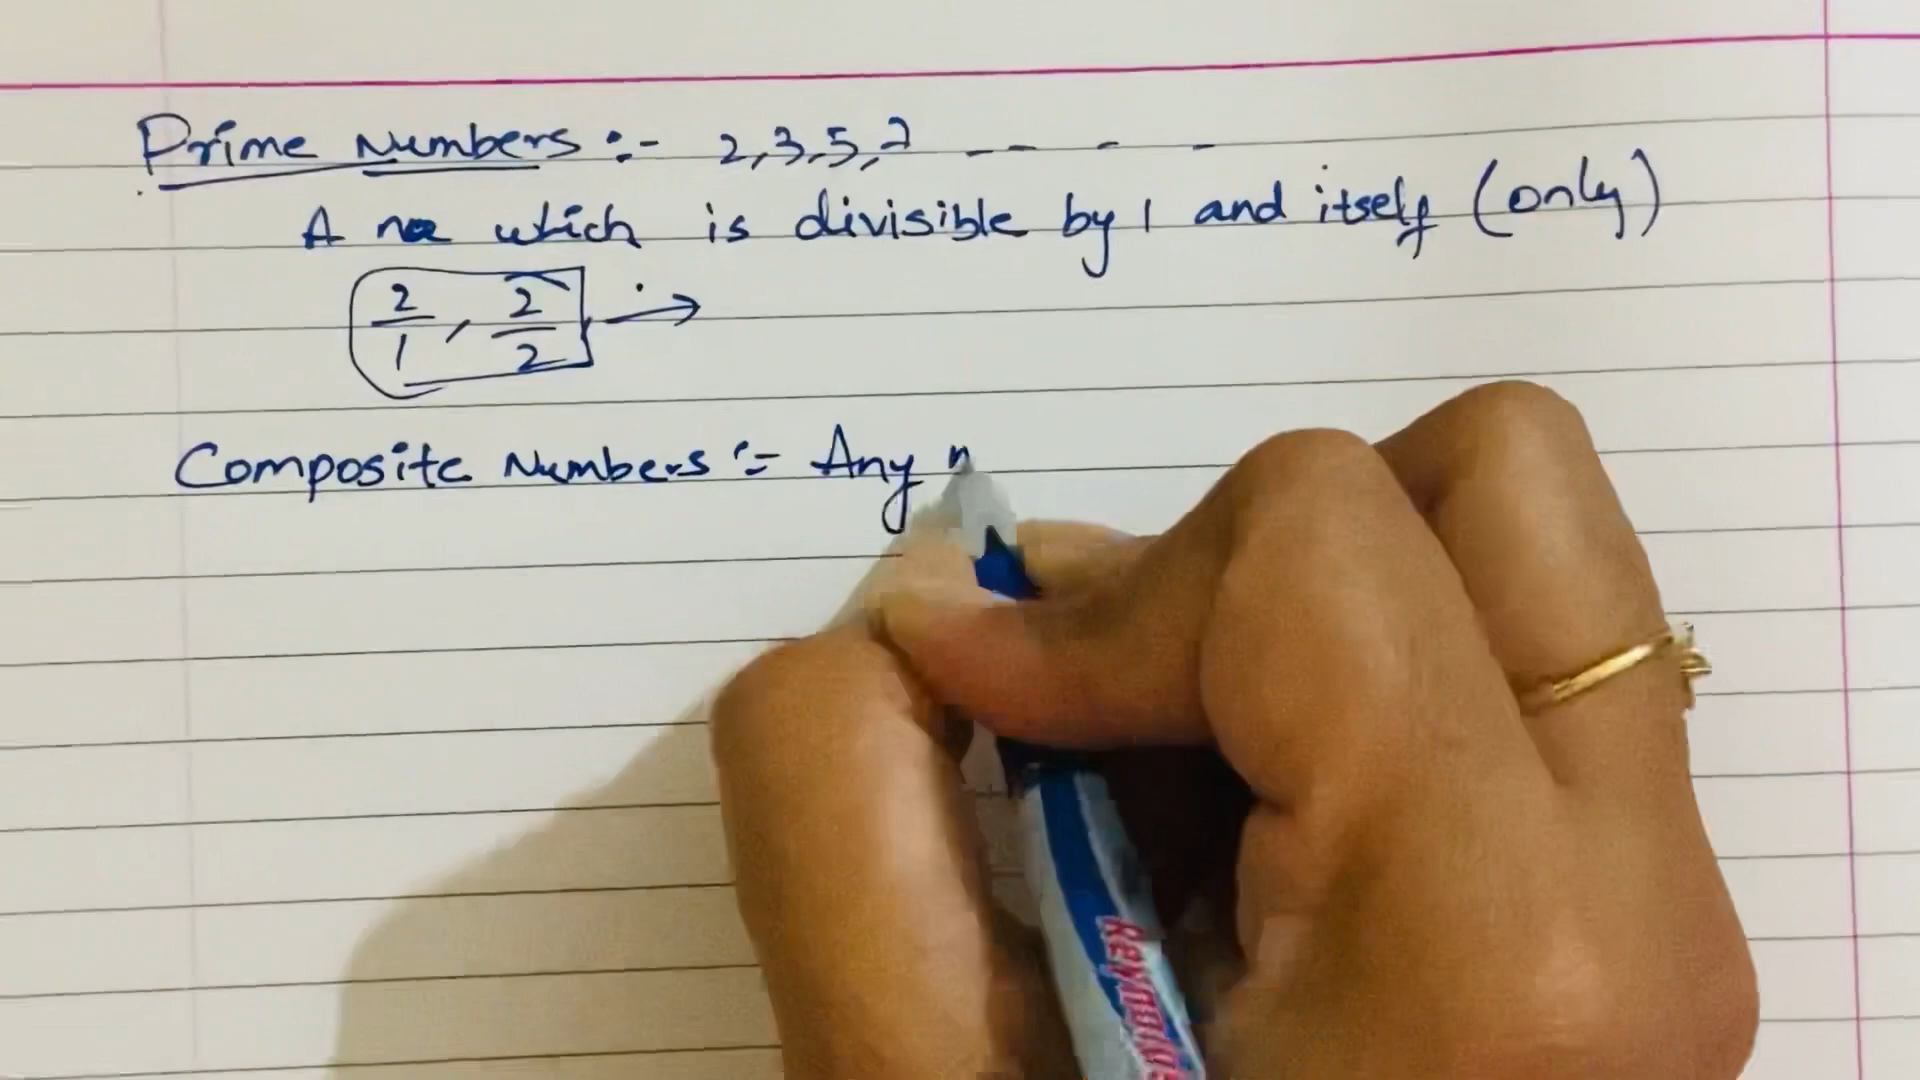 Prime Numbers :- 2,3,5,7 -- - -
A no which is divisible by 1 and itself (only)
2/1, 2/2 →
Composite Numbers :- Any n
Reynolds